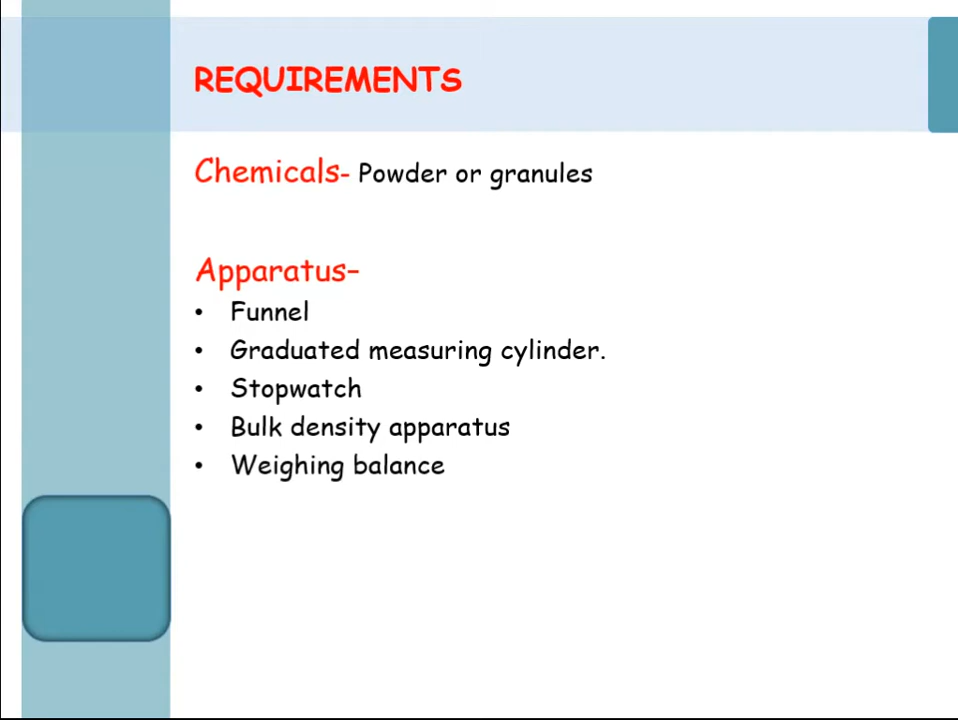 REQUIREMENTS
Chemicals- Powder or granules
Apparatus–
• Funnel
• Graduated measuring cylinder.
• Stopwatch
• Bulk density apparatus
• Weighing balance